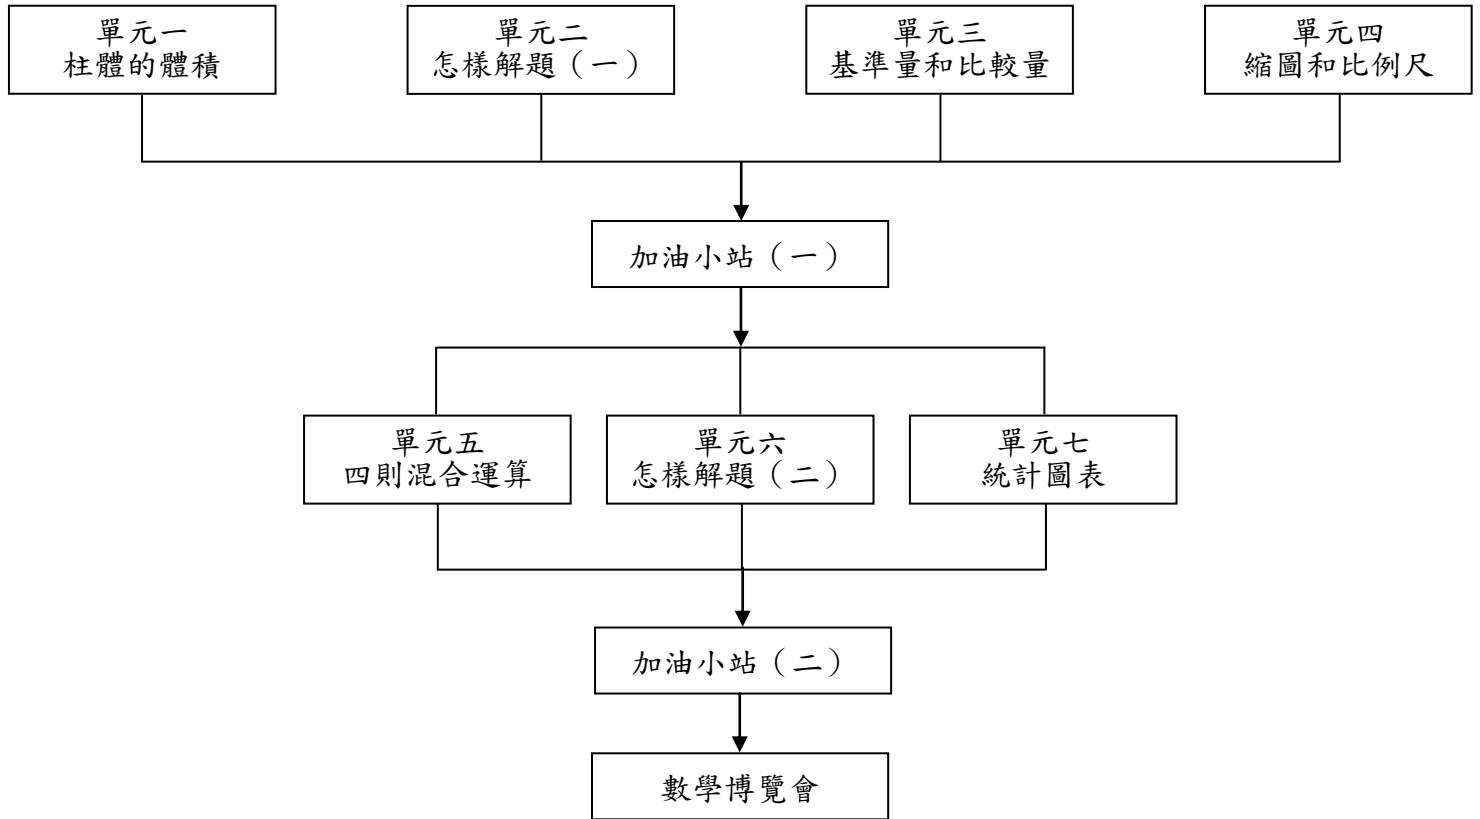 單元一
柱體的體積
單元二
怎樣解題（一）
單元三
基準量和比較量
單元四
縮圖和比例尺
加油小站（一）
單元五
四則混合運算
單元六
怎樣解題（二）
單元七
統計圖表
加油小站（二）
數學博覽會